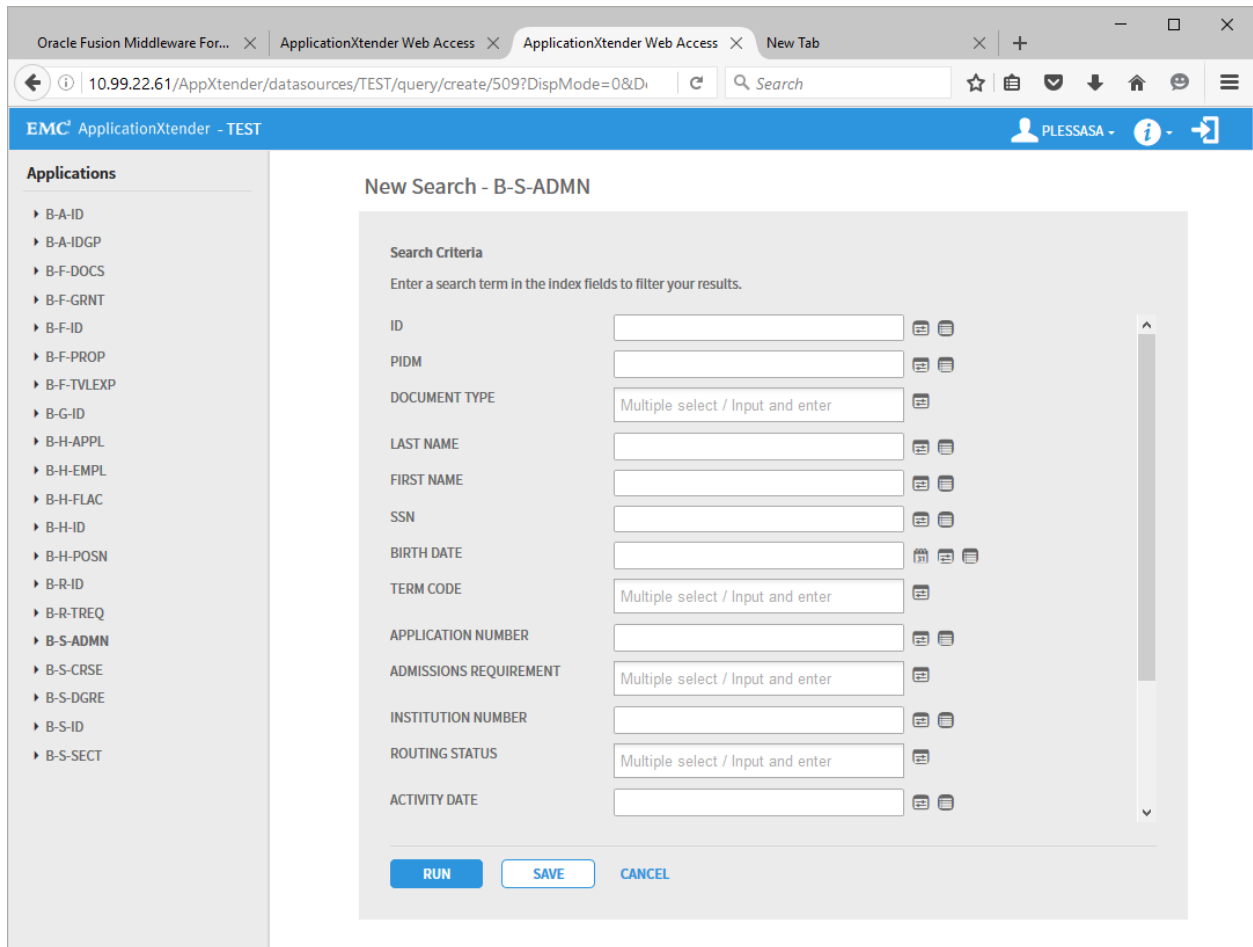 Oracle Fusion Middleware For...
ApplicationXtender Web Access
ApplicationXtender Web Access
New Tab
10.99.22.61/AppXtender/datasources/TEST/query/create/509?DispMode=0&D
Search
EMC² ApplicationXtender - TEST
PLESSASA
Applications
B-A-ID
B-A-IDGP
B-F-DOCS
B-F-GRNT
B-F-ID
B-F-PROP
B-F-TVLEXP
B-G-ID
B-H-APPL
B-H-EMPL
B-H-FLAC
B-H-ID
B-H-POSN
B-R-ID
B-R-TREQ
B-S-ADMN
B-S-CRSE
B-S-DGRE
B-S-ID
B-S-SECT
New Search - B-S-ADMN
Search Criteria
Enter a search term in the index fields to filter your results.
ID
PIDM
DOCUMENT TYPE
Multiple select / Input and enter
LAST NAME
FIRST NAME
SSN
BIRTH DATE
31
TERM CODE
Multiple select / Input and enter
APPLICATION NUMBER
ADMISSIONS REQUIREMENT
Multiple select / Input and enter
INSTITUTION NUMBER
ROUTING STATUS
Multiple select / Input and enter
ACTIVITY DATE
RUN
SAVE
CANCEL